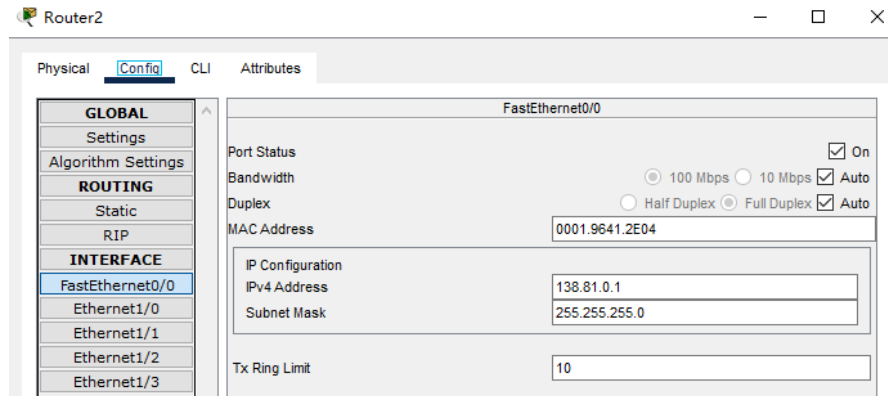 Router2
Physical Config CLI Attributes
GLOBAL
Settings
Algorithm Settings
ROUTING
Static
RIP
INTERFACE
FastEthernet0/0
Ethernet1/0
Ethernet1/1
Ethernet1/2
Ethernet1/3
FastEthernet0/0
Port Status On
Bandwidth 100 Mbps 10 Mbps Auto
Duplex Half Duplex Full Duplex Auto
MAC Address 0001.9641.2E04
IP Configuration
IPv4 Address 138.81.0.1
Subnet Mask 255.255.255.0
Tx Ring Limit 10